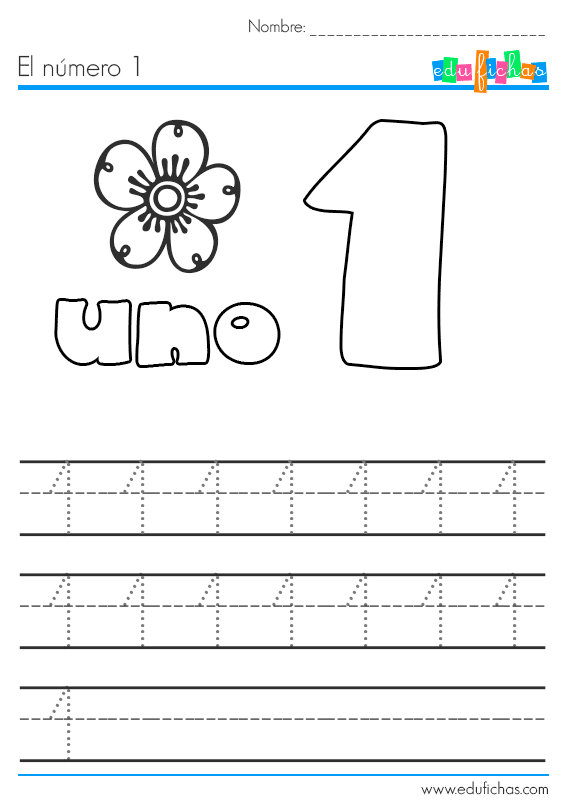 Nombre: ___________________________
El número 1
edufichas
1
uno
1 1 1 1 1 1 1
1 1 1 1 1 1 1
1
www.edufichas.com